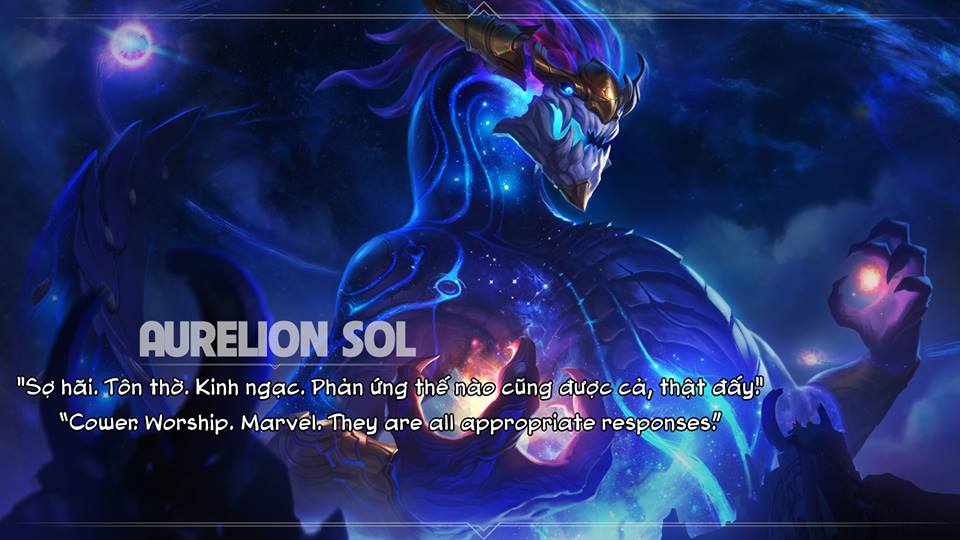 AURELION SOL
"Sợ hãi. Tôn thờ. Kinh ngạc. Phản ứng thế nào cũng được cả, thật đấy."
"Cower. Worship. Marvel. They are all appropriate responses."